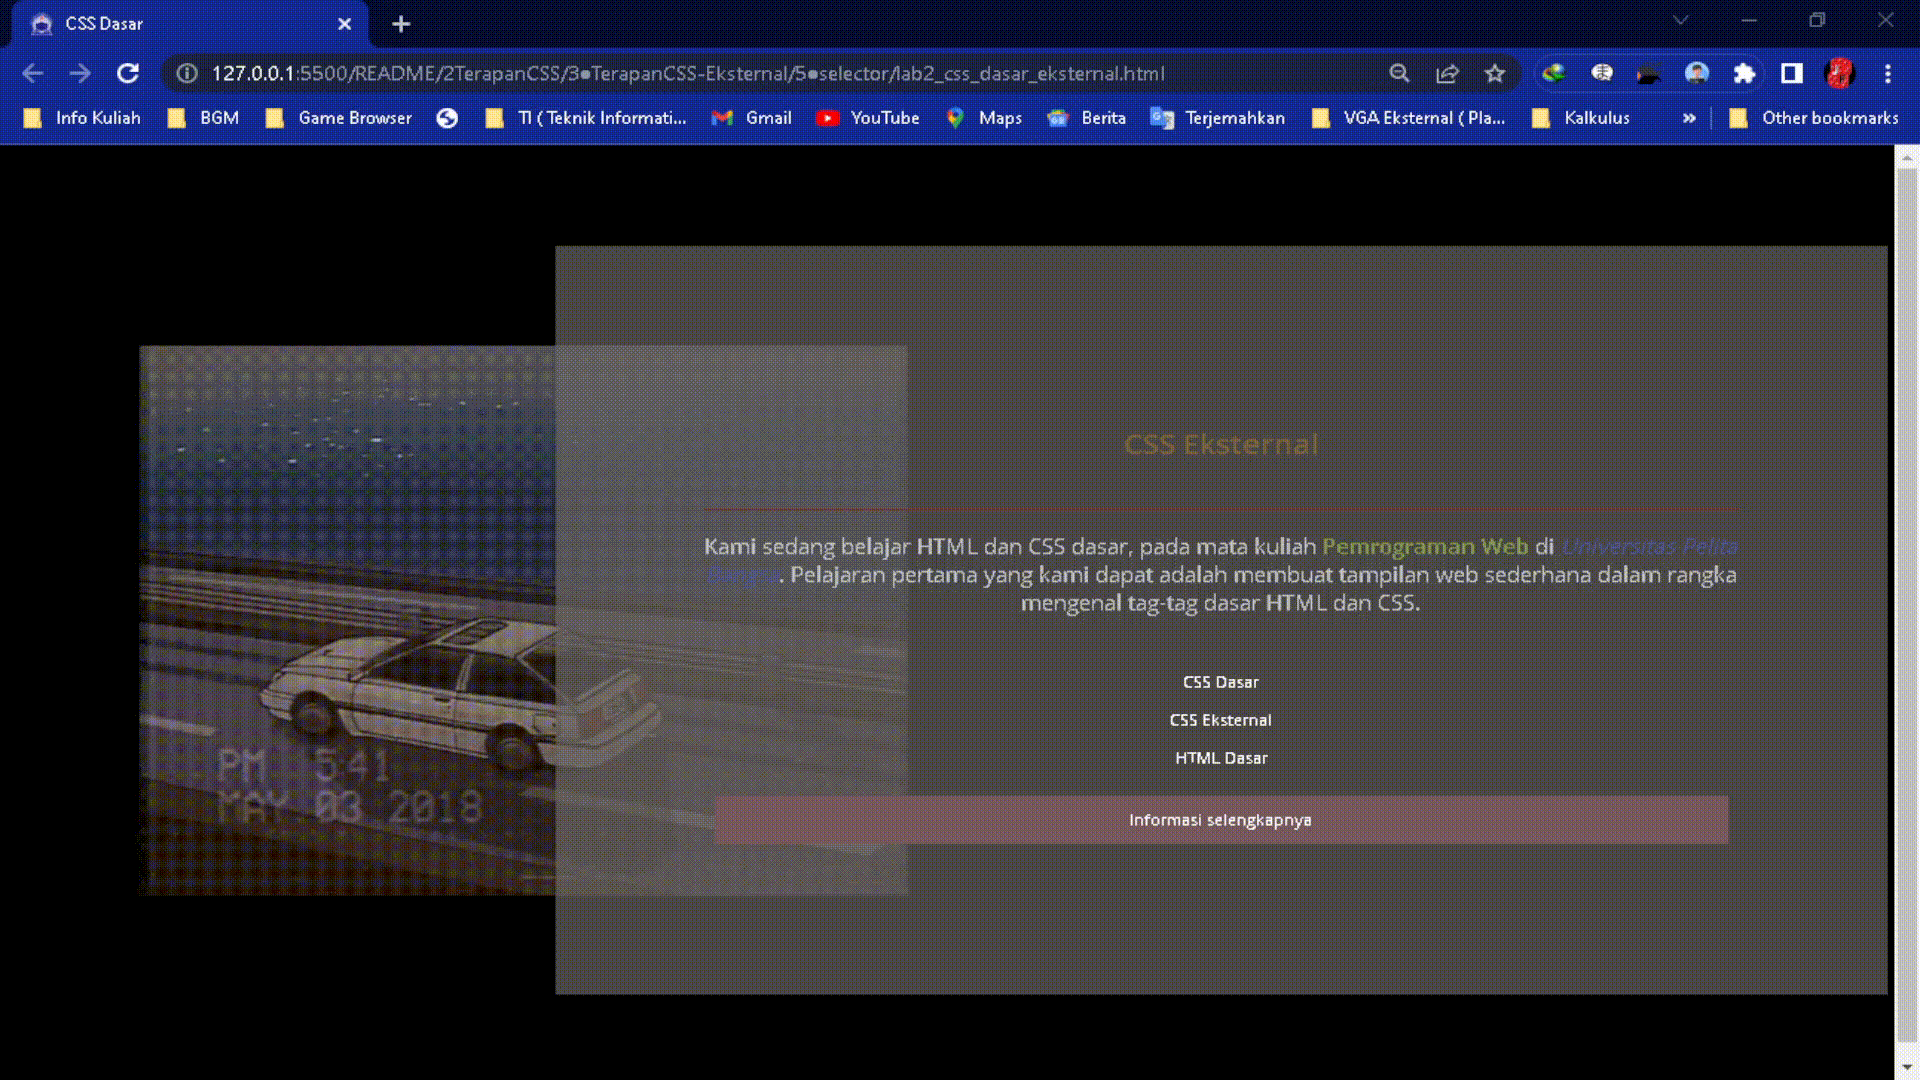 CSS Dasar
127.0.0.1:5500/README/2TerapanCSS/3●TerapanCSS-Eksternal/5●selector/lab2_css_dasar_eksternal.html
Info Kuliah BGM Game Browser TI ( Teknik Informati... Gmail YouTube Maps Berita Terjemahkan VGA Eksternal ( Pla... Kalkulus » Other bookmarks
CSS Eksternal
Kami sedang belajar HTML dan CSS dasar, pada mata kuliah Pemrograman Web di Universitas Pelita
. Pelajaran pertama yang kami dapat adalah membuat tampilan web sederhana dalam rangka
mengenal tag-tag dasar HTML dan CSS.
CSS Dasar
CSS Eksternal
HTML Dasar
Informasi selengkapnya
PM 5:41
MAY 03 2018